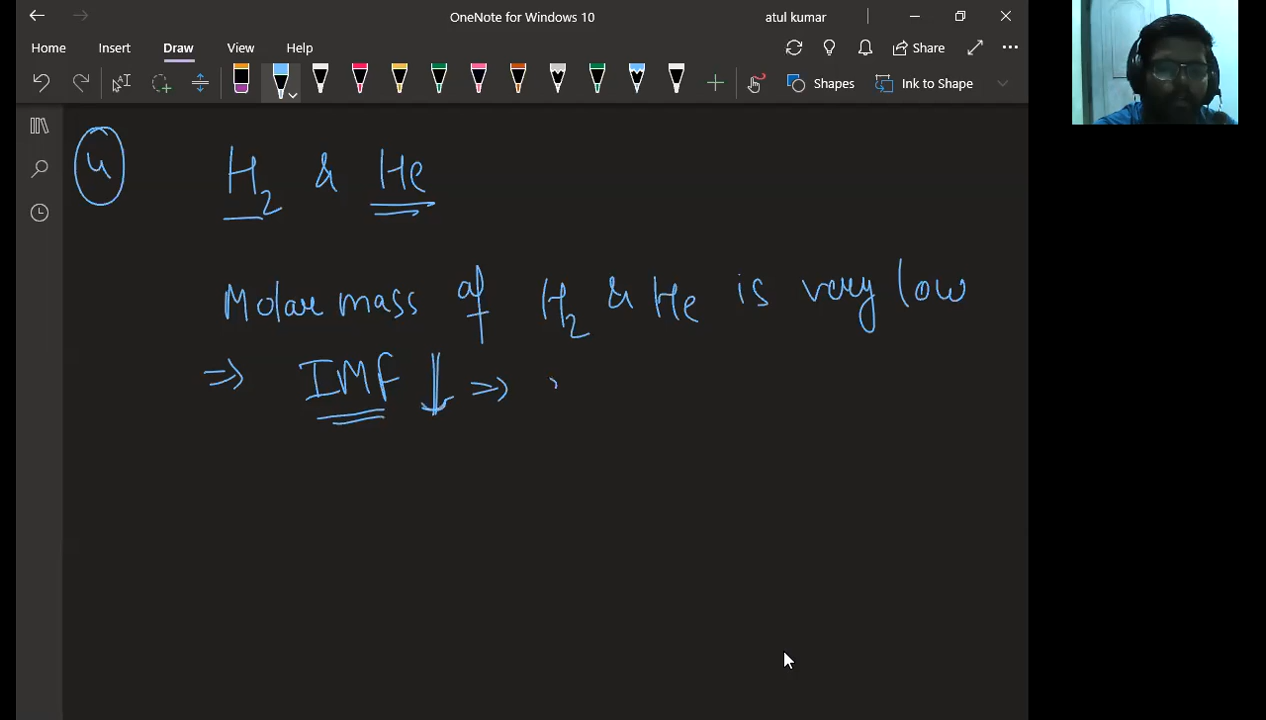 OneNote for Windows 10
atul kumar
Home Insert Draw View Help
Share
Shapes
Ink to Shape
4 H2 & He
Molar mass of H2 & He is very low
⇒ IMF ↓ ⇒